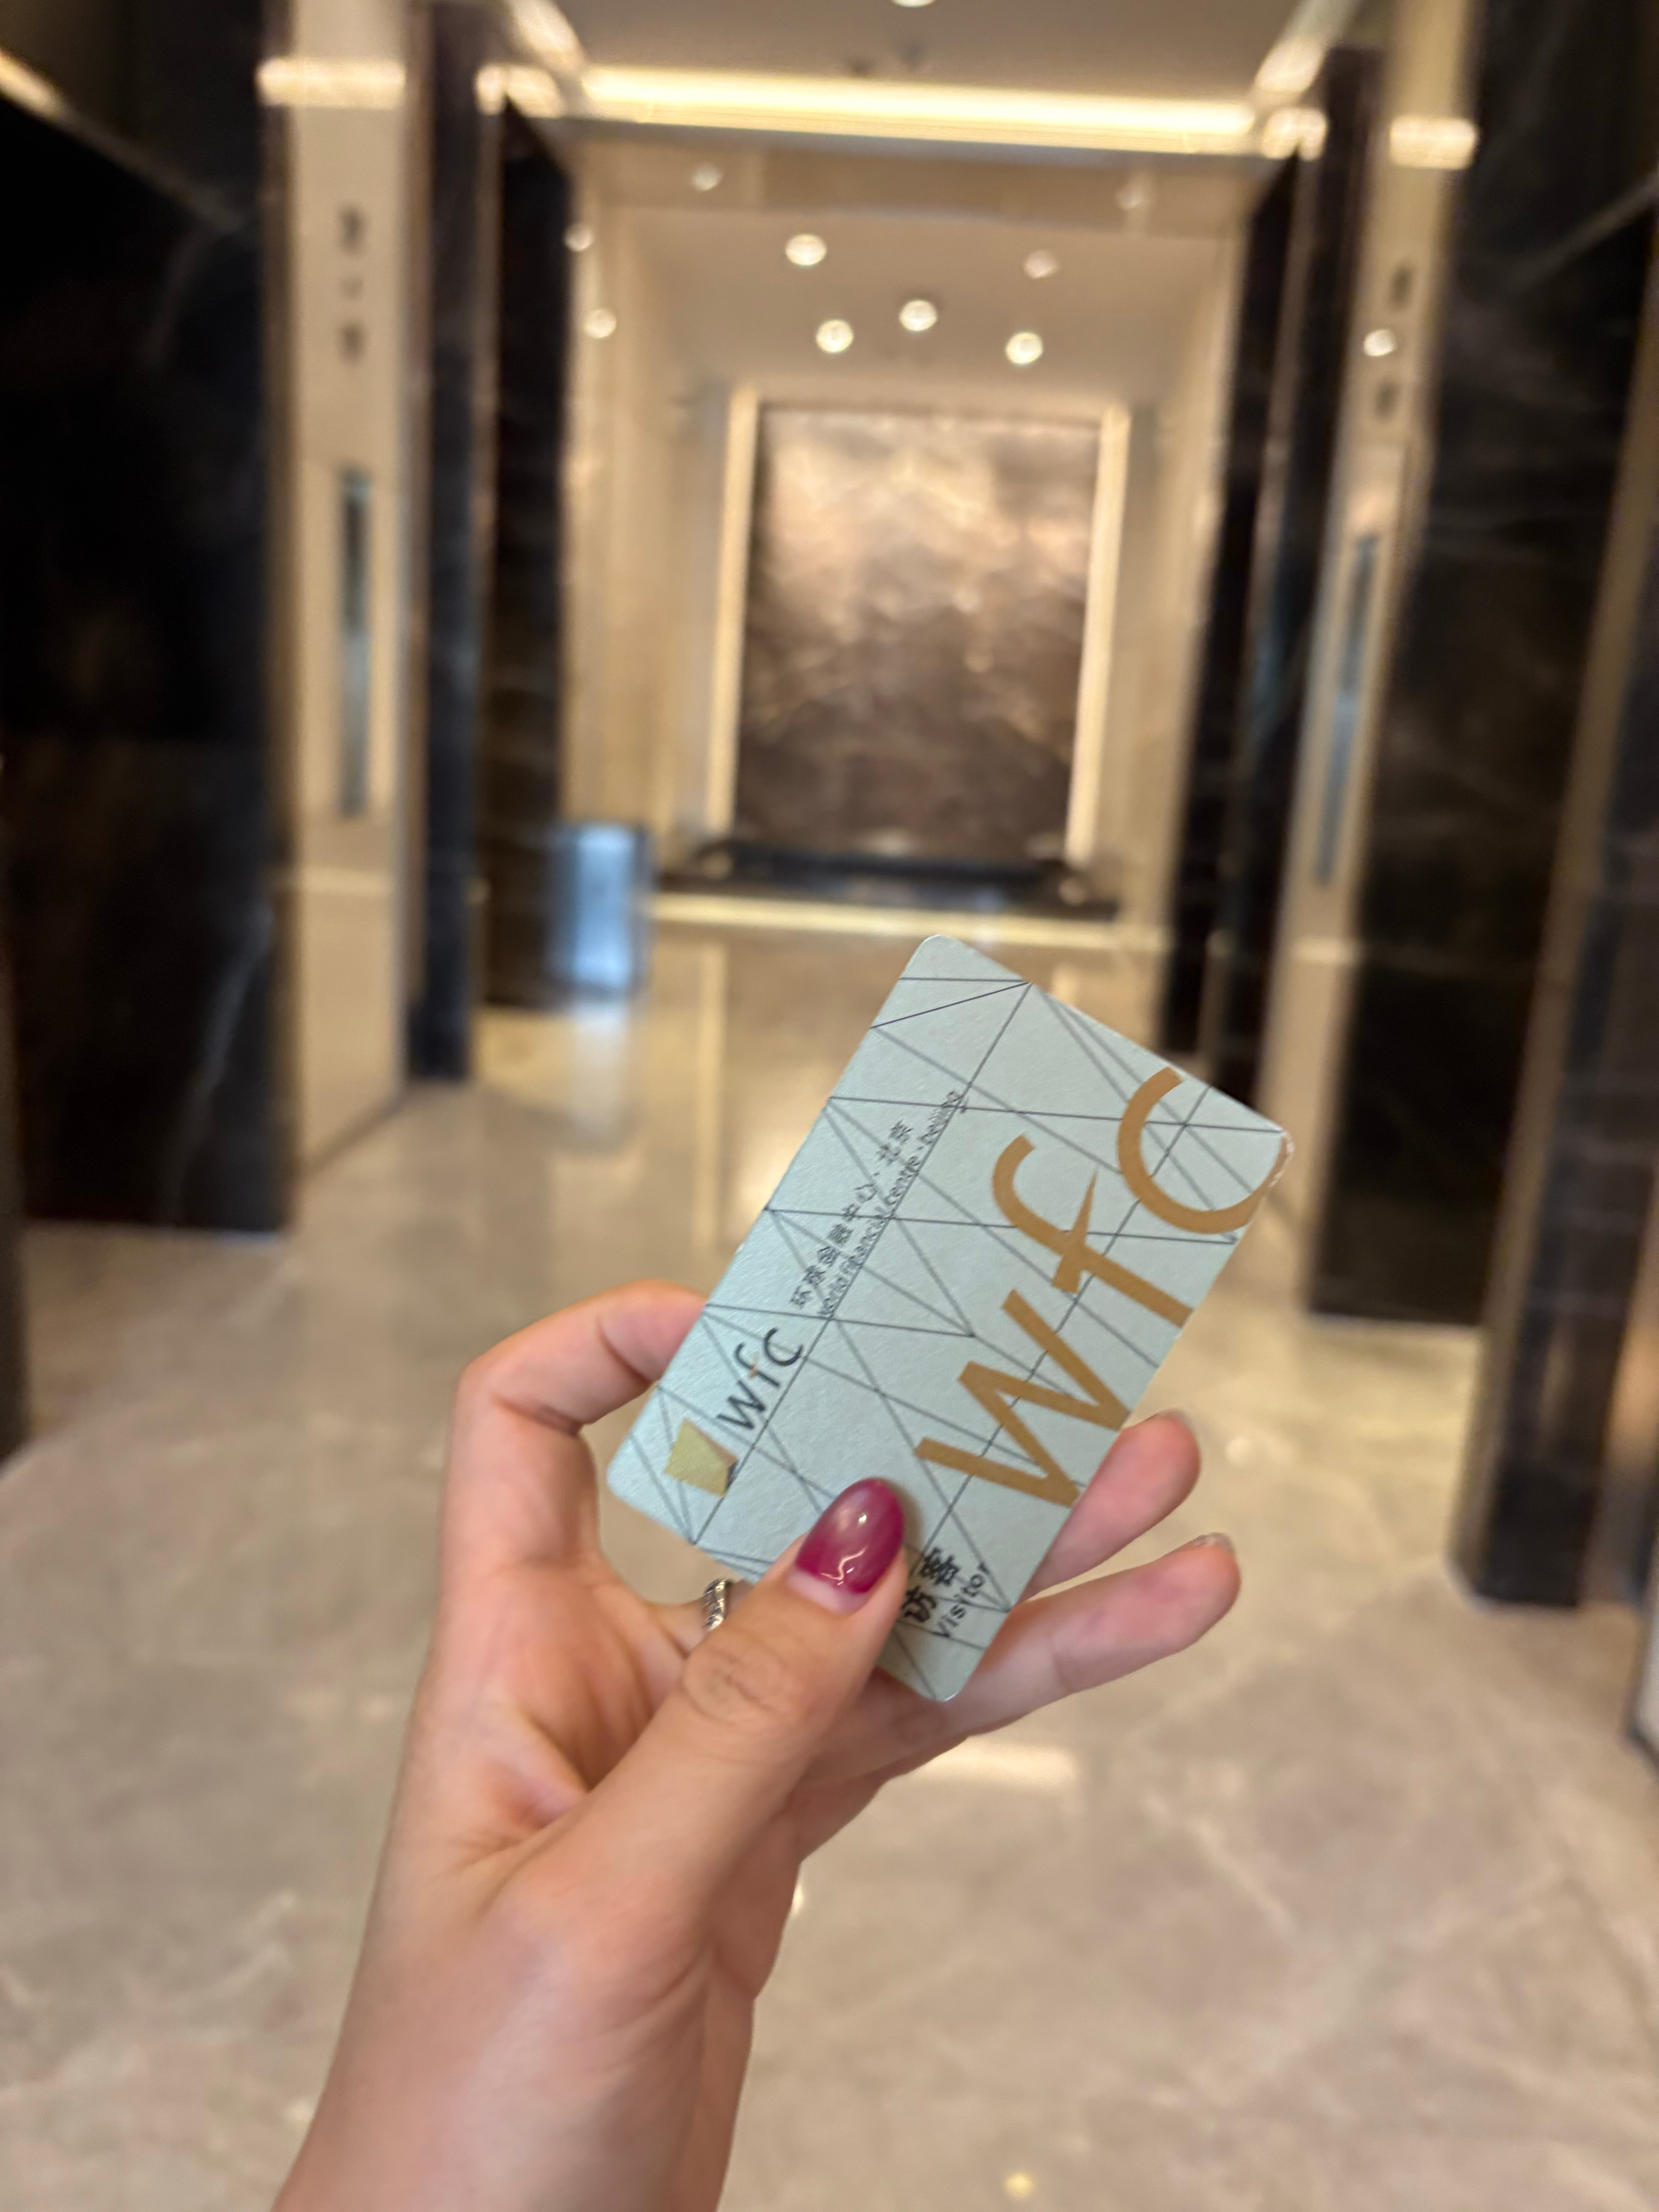 wfc
环球金融中心·北京
world financial centre·beijing
wfc
访客
visitor